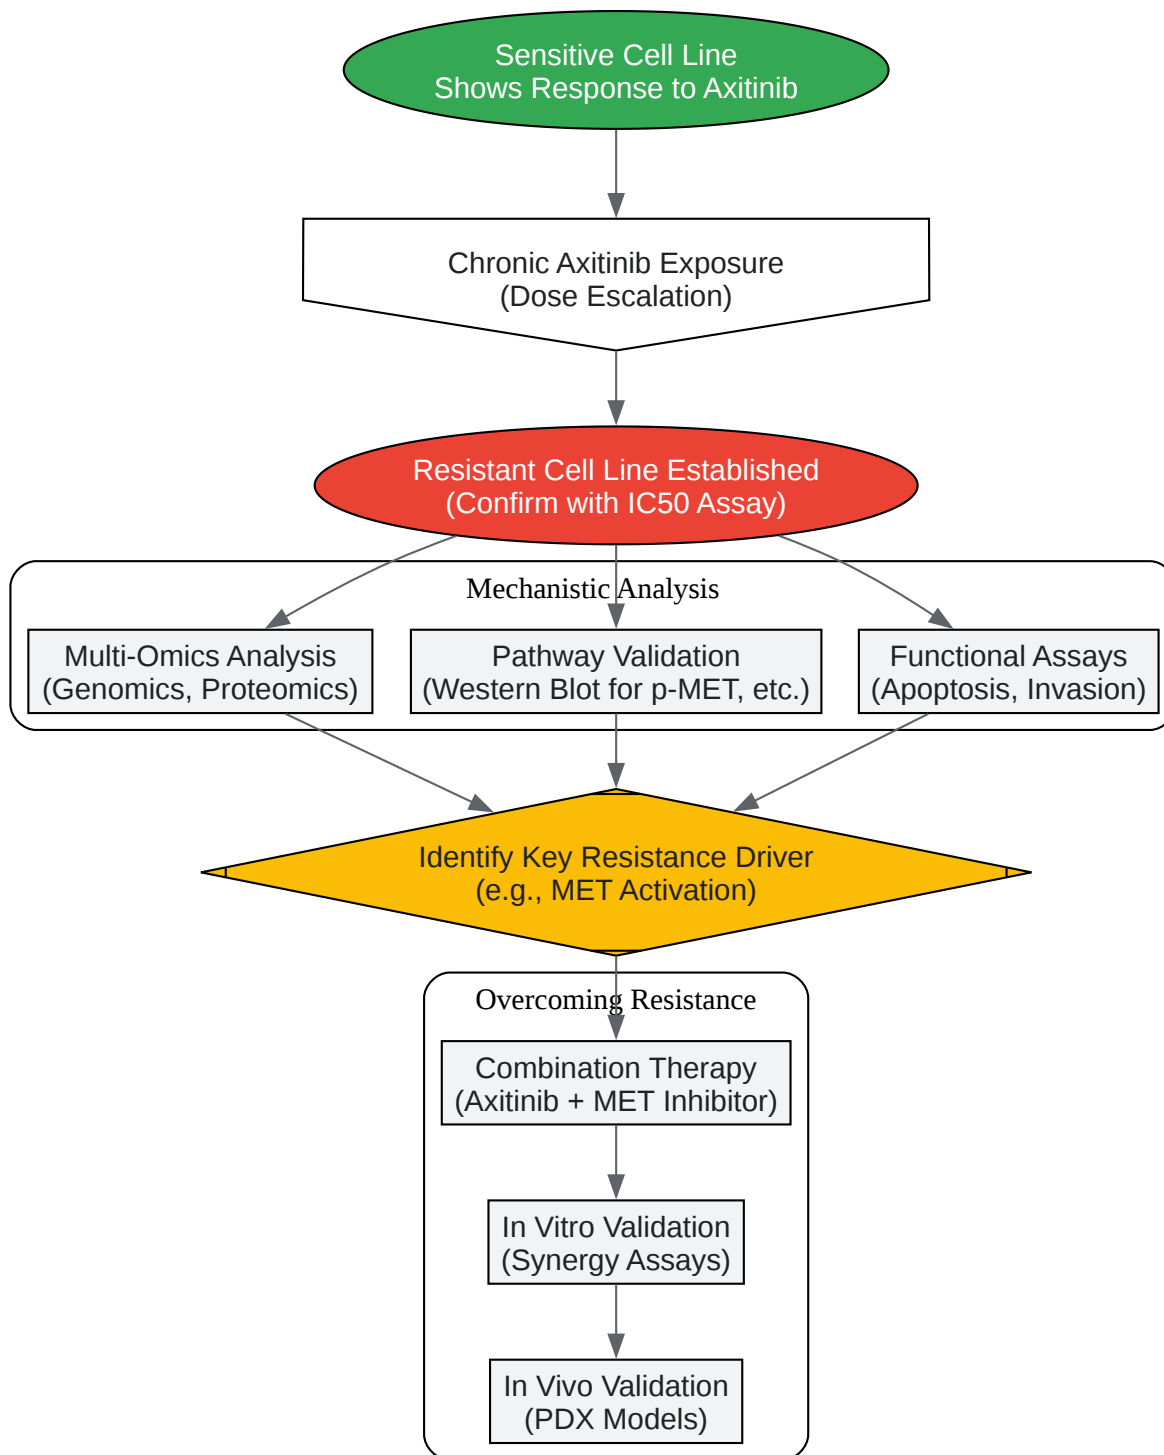 Sensitive Cell Line
Shows Response to Axitinib
Chronic Axitinib Exposure
(Dose Escalation)
Resistant Cell Line Established
(Confirm with IC50 Assay)
Mechanistic Analysis
Multi-Omics Analysis
(Genomics, Proteomics)
Pathway Validation
(Western Blot for p-MET, etc.)
Functional Assays
(Apoptosis, Invasion)
Identify Key Resistance Driver
(e.g., MET Activation)
Overcoming Resistance
Combination Therapy
(Axitinib + MET Inhibitor)
In Vitro Validation
(Synergy Assays)
In Vivo Validation
(PDX Models)